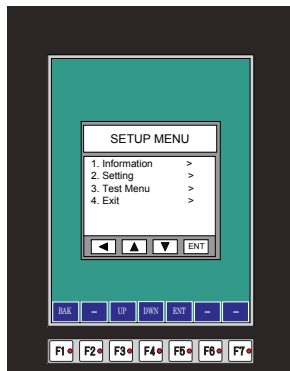 SETUP MENU
1. Information >
2. Setting >
3. Test Menu >
4. Exit >
ENT
BAK – UP DWN ENT – –
F1 F2 F3 F4 F5 F6 F7